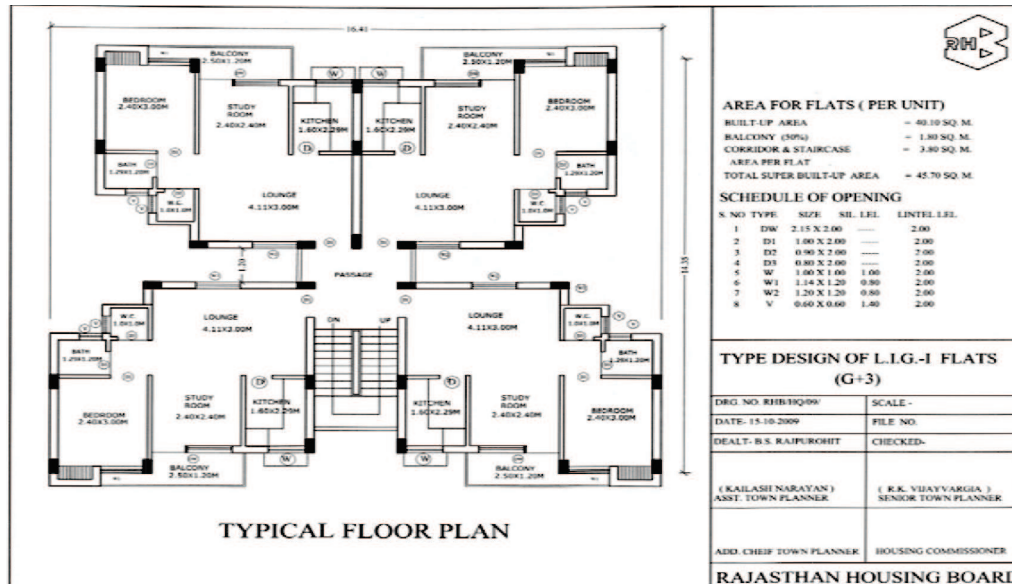 16.41
BALCONY
2.50X1.20M
BALCONY
2.50X1.20M
W
W
BEDROOM
2.40X3.00M
STUDY
ROOM
2.40X2.40M
KITCHEN
1.60X2.29M
KITCHEN
1.60X2.29M
STUDY
ROOM
2.40X2.40M
BEDROOM
2.40X3.00M
D
D
BATH
1.29X1.20M
BATH
1.29X1.20M
W.C.
1.0X1.0M
W.C.
1.0X1.0M
LOUNGE
4.11X3.00M
LOUNGE
4.11X3.00M
1.20
PASSAGE
14.35
LOUNGE
4.11X3.00M
DN
UP
LOUNGE
4.11X3.00M
W.C.
1.0X1.0M
W.C.
1.0X1.0M
BATH
1.29X1.20M
BATH
1.29X1.20M
D
D
BEDROOM
2.40X3.00M
STUDY
ROOM
2.40X2.40M
KITCHEN
1.60X2.29M
KITCHEN
1.60X2.29M
STUDY
ROOM
2.40X2.40M
BEDROOM
2.40X3.00M
W
W
BALCONY
2.50X1.20M
BALCONY
2.50X1.20M
TYPICAL FLOOR PLAN
RHB
AREA FOR FLATS ( PER UNIT)
BUILT-UP AREA = 40.10 SQ. M.
BALCONY (50%) = 1.80 SQ. M.
CORRIDOR & STAIRCASE = 3.80 SQ. M.
AREA PER FLAT
TOTAL SUPER BUILT-UP AREA = 45.70 SQ. M.
SCHEDULE OF OPENING
S. NO TYPE SIZE SIL. LEL LINTEL LEL
1 DW 2.15 X 2.00 ---- 2.00
2 D1 1.00 X 2.00 ---- 2.00
3 D2 0.90 X 2.00 ---- 2.00
4 D3 0.80 X 2.00 ---- 2.00
5 W 1.00 X 1.00 1.00 2.00
6 W1 1.14 X 1.20 0.80 2.00
7 W2 1.20 X 1.20 0.80 2.00
8 V 0.60 X 0.60 1.40 2.00
TYPE DESIGN OF L.I.G.-I FLATS
(G+3)
DRG. NO. RHB/HQ/09/ SCALE -
DATE- 15-10-2009 FILE NO.
DEALT- B.S. RAJPUROHIT CHECKED-
( KAILASH NARAYAN ) ( R.K. VIJAYVARGIA )
ASST. TOWN PLANNER SENIOR TOWN PLANNER
ADD. CHEIF TOWN PLANNER HOUSING COMMISSIONER
RAJASTHAN HOUSING BOARD